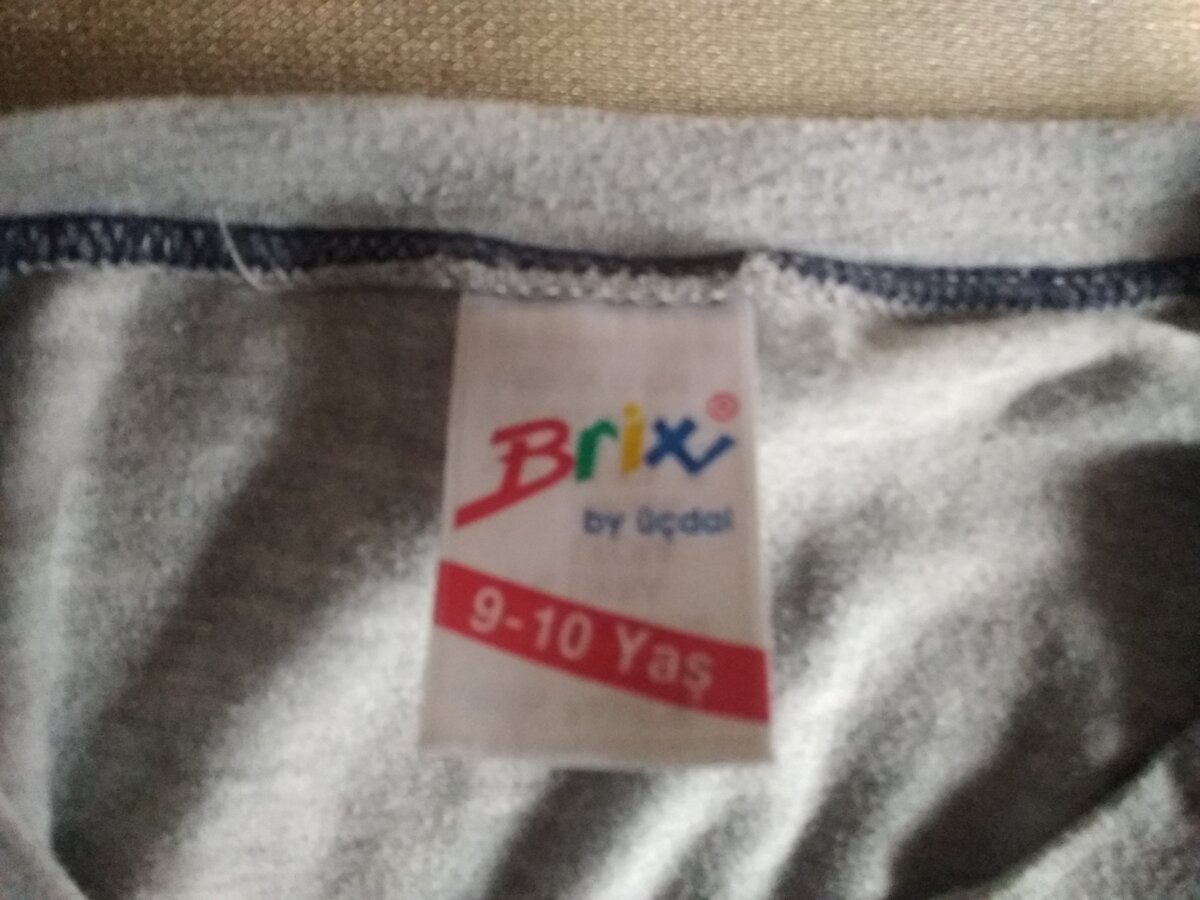 Brix®
by üçdal
9-10 Yaş